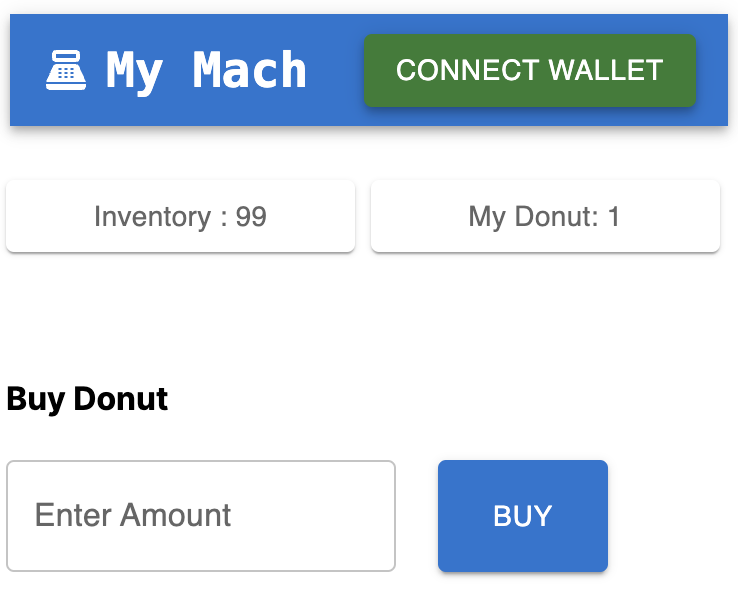 My Mach
CONNECT WALLET
Inventory : 99
My Donut: 1
Buy Donut
Enter Amount
BUY